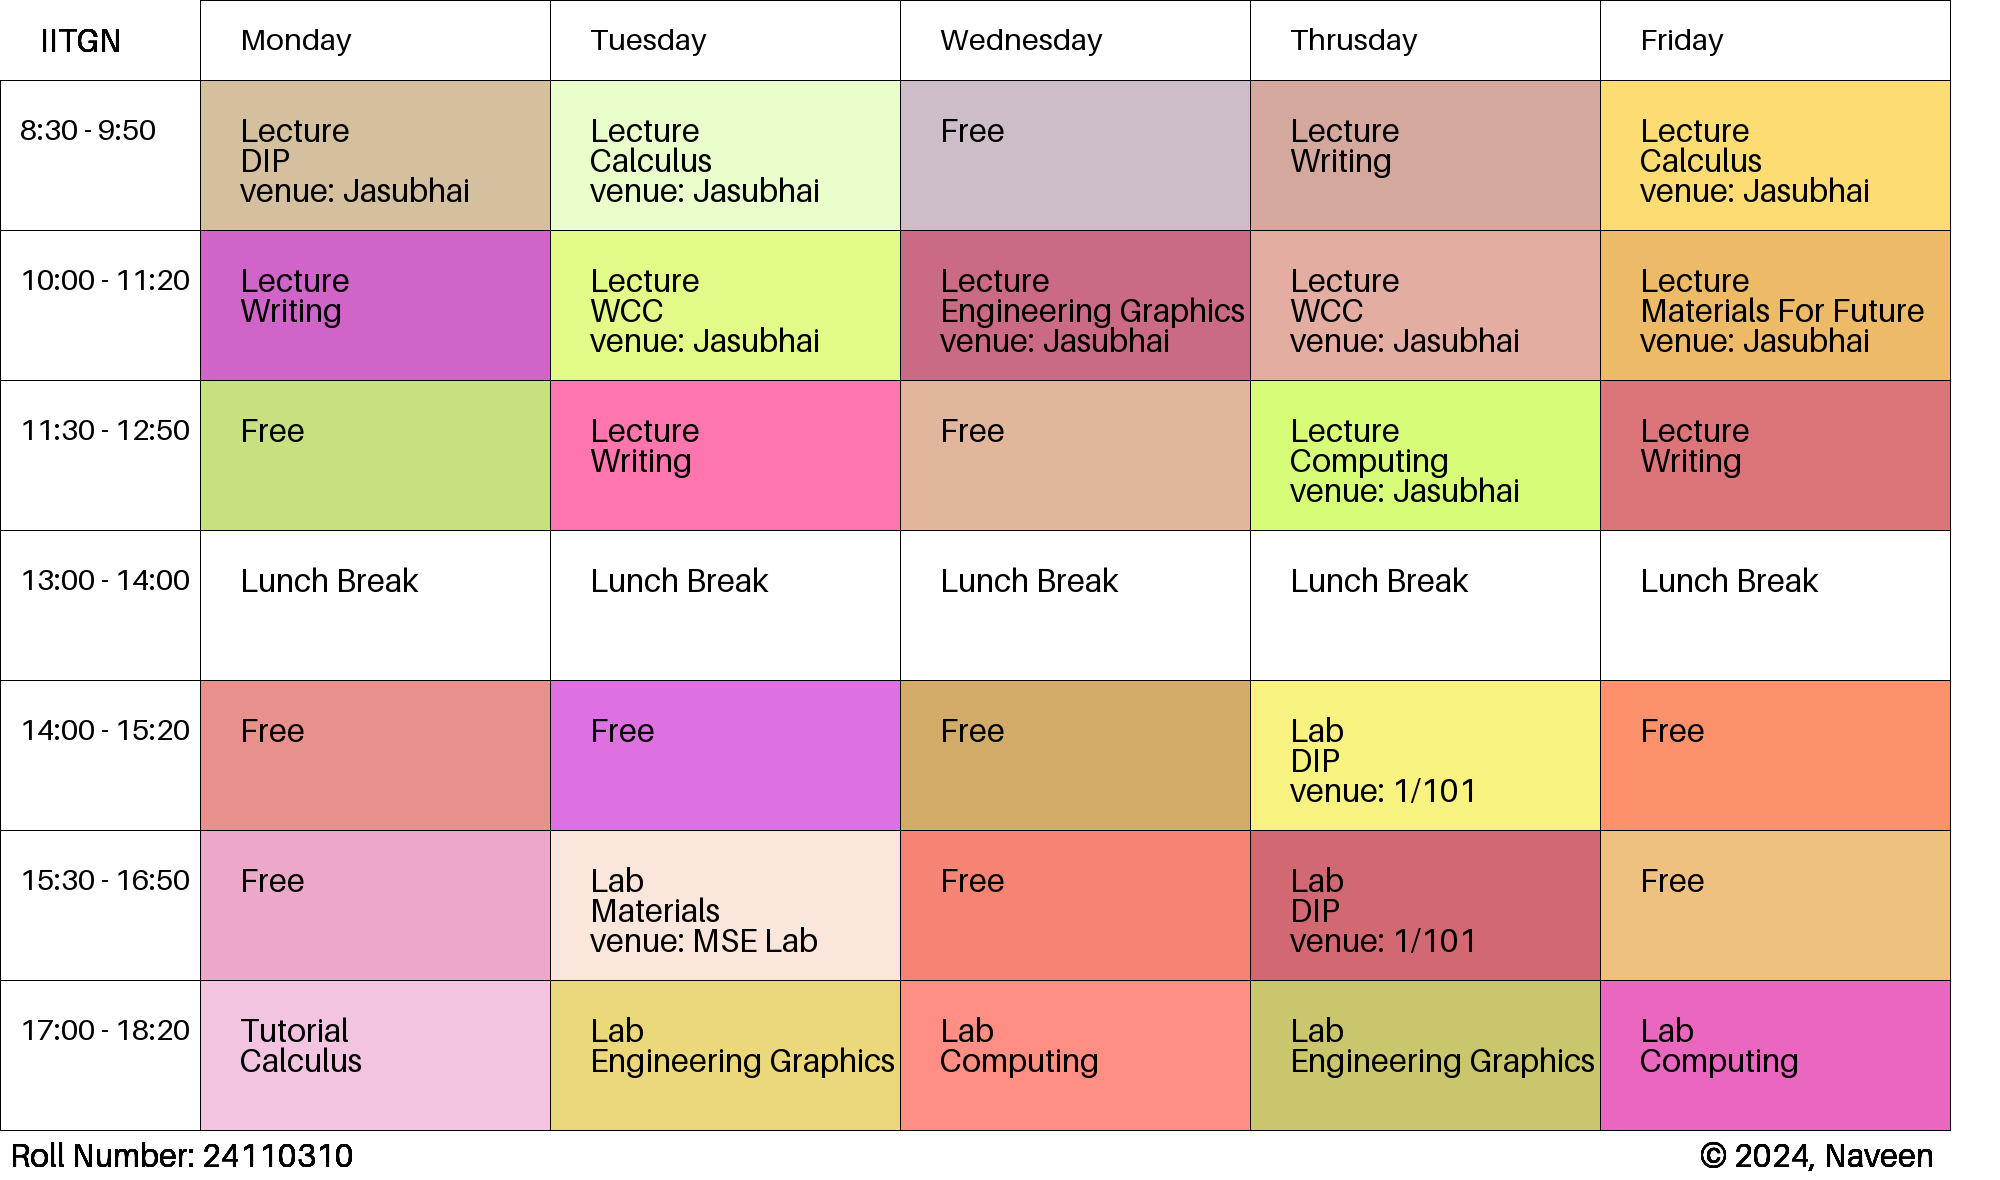 IITGN Monday Tuesday Wednesday Thrusday Friday
8:30 - 9:50
Lecture
DIP
venue: Jasubhai
Lecture
Calculus
venue: Jasubhai
Free
Lecture
Writing
Lecture
Calculus
venue: Jasubhai
10:00 - 11:20
Lecture
Writing
Lecture
WCC
venue: Jasubhai
Lecture
Engineering Graphics
venue: Jasubhai
Lecture
WCC
venue: Jasubhai
Lecture
Materials For Future
venue: Jasubhai
11:30 - 12:50
Free
Lecture
Writing
Free
Lecture
Computing
venue: Jasubhai
Lecture
Writing
13:00 - 14:00
Lunch Break
Lunch Break
Lunch Break
Lunch Break
Lunch Break
14:00 - 15:20
Free
Free
Free
Lab
DIP
venue: 1/101
Free
15:30 - 16:50
Free
Lab
Materials
venue: MSE Lab
Free
Lab
DIP
venue: 1/101
Free
17:00 - 18:20
Tutorial
Calculus
Lab
Engineering Graphics
Lab
Computing
Lab
Engineering Graphics
Lab
Computing
Roll Number: 24110310
© 2024, Naveen